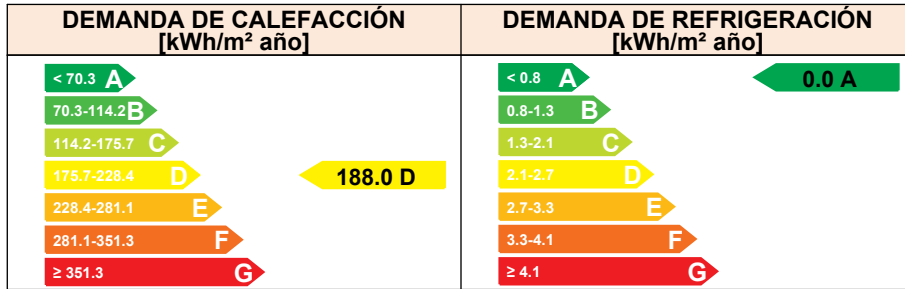 DEMANDA DE CALEFACCIÓN
[kWh/m² año]
< 70.3 A
70.3-114.2 B
114.2-175.7 C
175.7-228.4 D
188.0 D
228.4-281.1 E
281.1-351.3 F
≥ 351.3 G
DEMANDA DE REFRIGERACIÓN
[kWh/m² año]
< 0.8 A
0.0 A
0.8-1.3 B
1.3-2.1 C
2.1-2.7 D
2.7-3.3 E
3.3-4.1 F
≥ 4.1 G